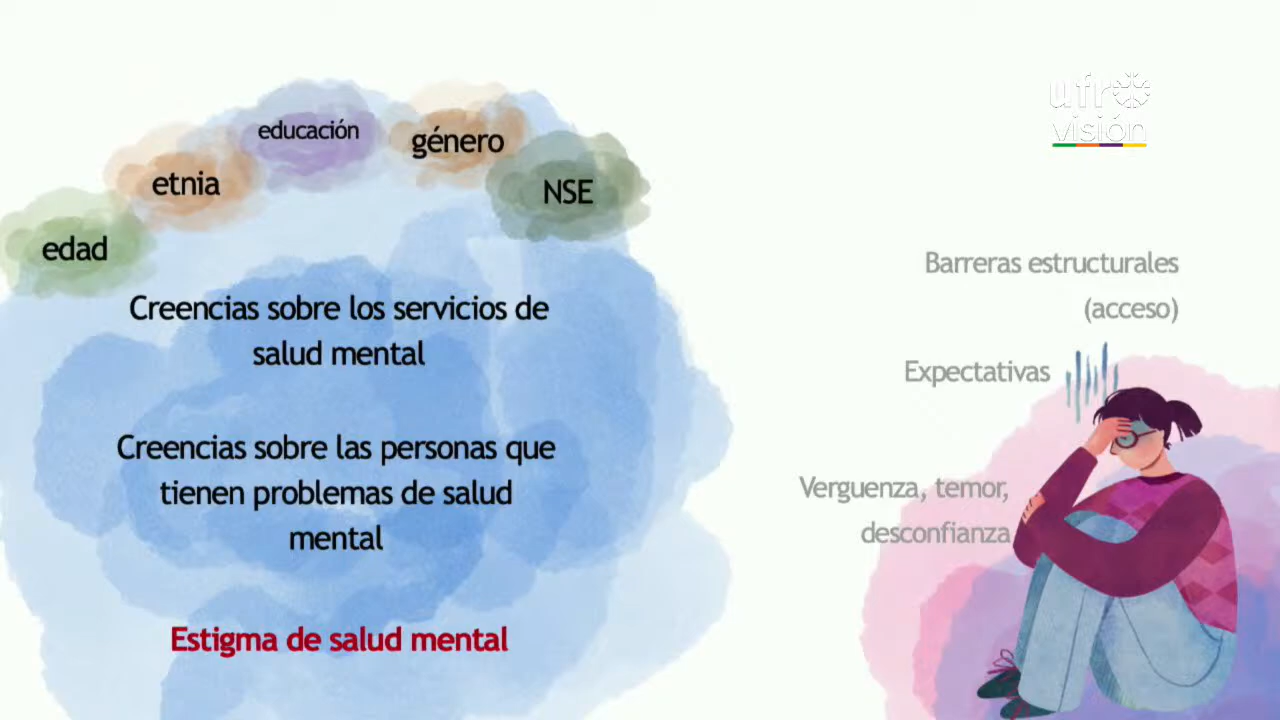 educación
género
etnia
NSE
edad
Creencias sobre los servicios de
salud mental
Creencias sobre las personas que
tienen problemas de salud
mental
Estigma de salud mental
ufro
visión
Barreras estructurales
(acceso)
Expectativas
Verguenza, temor,
desconfianza